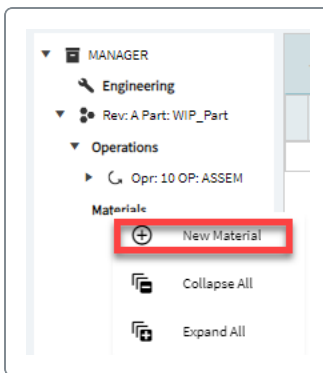 MANAGER
Engineering
Rev: A Part: WIP_Part
Operations
Opr: 10 OP: ASSEM
Materials
New Material
Collapse All
Expand All